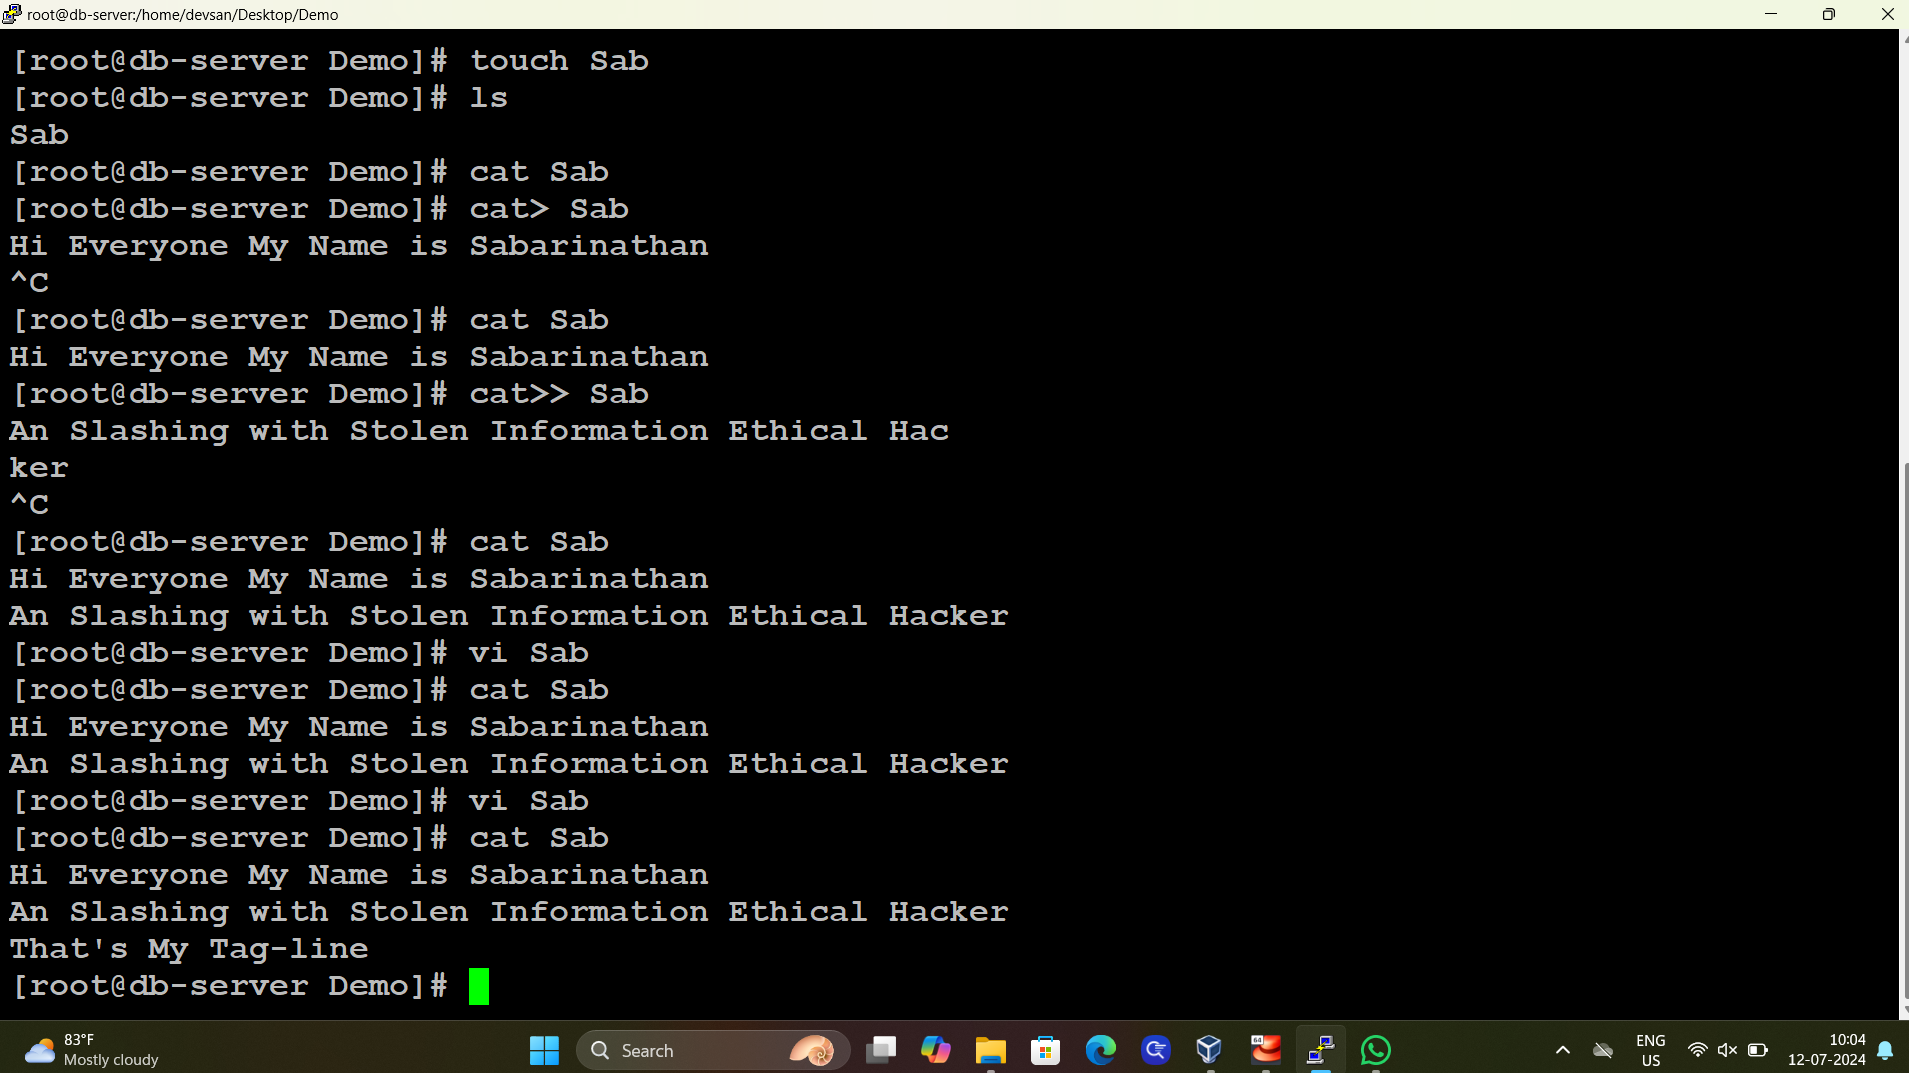 root@db-server:/home/devsan/Desktop/Demo
[root@db-server Demo]# touch Sab
[root@db-server Demo]# ls
Sab
[root@db-server Demo]# cat Sab
[root@db-server Demo]# cat> Sab
Hi Everyone My Name is Sabarinathan
^C
[root@db-server Demo]# cat Sab
Hi Everyone My Name is Sabarinathan
[root@db-server Demo]# cat>> Sab
An Slashing with Stolen Information Ethical Hac
ker
^C
[root@db-server Demo]# cat Sab
Hi Everyone My Name is Sabarinathan
An Slashing with Stolen Information Ethical Hacker
[root@db-server Demo]# vi Sab
[root@db-server Demo]# cat Sab
Hi Everyone My Name is Sabarinathan
An Slashing with Stolen Information Ethical Hacker
[root@db-server Demo]# vi Sab
[root@db-server Demo]# cat Sab
Hi Everyone My Name is Sabarinathan
An Slashing with Stolen Information Ethical Hacker
That's My Tag-line
[root@db-server Demo]#
83°F
Mostly cloudy
Search
64
ENG
US
10:04
12-07-2024